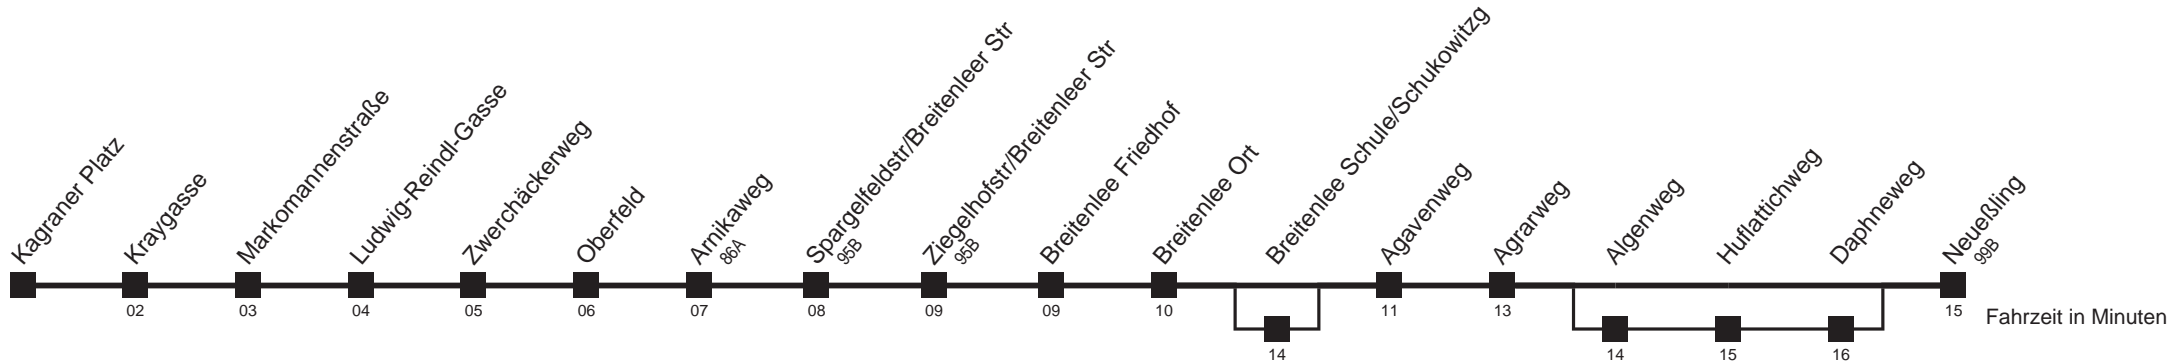 Kagraner Platz
Kraygasse
Markomannenstraße
Ludwig-Reindl-Gasse
Zwerchäckerweg
Oberfeld
Arnikaweg
86A
Spargelfeldstr/Breitenleer Str
95B
Ziegelhofstr/Breitenleer Str
95B
Breitenlee Friedhof
Breitenlee Ort
Breitenlee Schule/Schukowitzg
Agavenweg
Agrarweg
Algenweg
Huflattichweg
Daphneweg
Neueßling
99B
02 03 04 05 06 07 08 09 09 10 11 13 15
Fahrzeit in Minuten
14 14 15 16